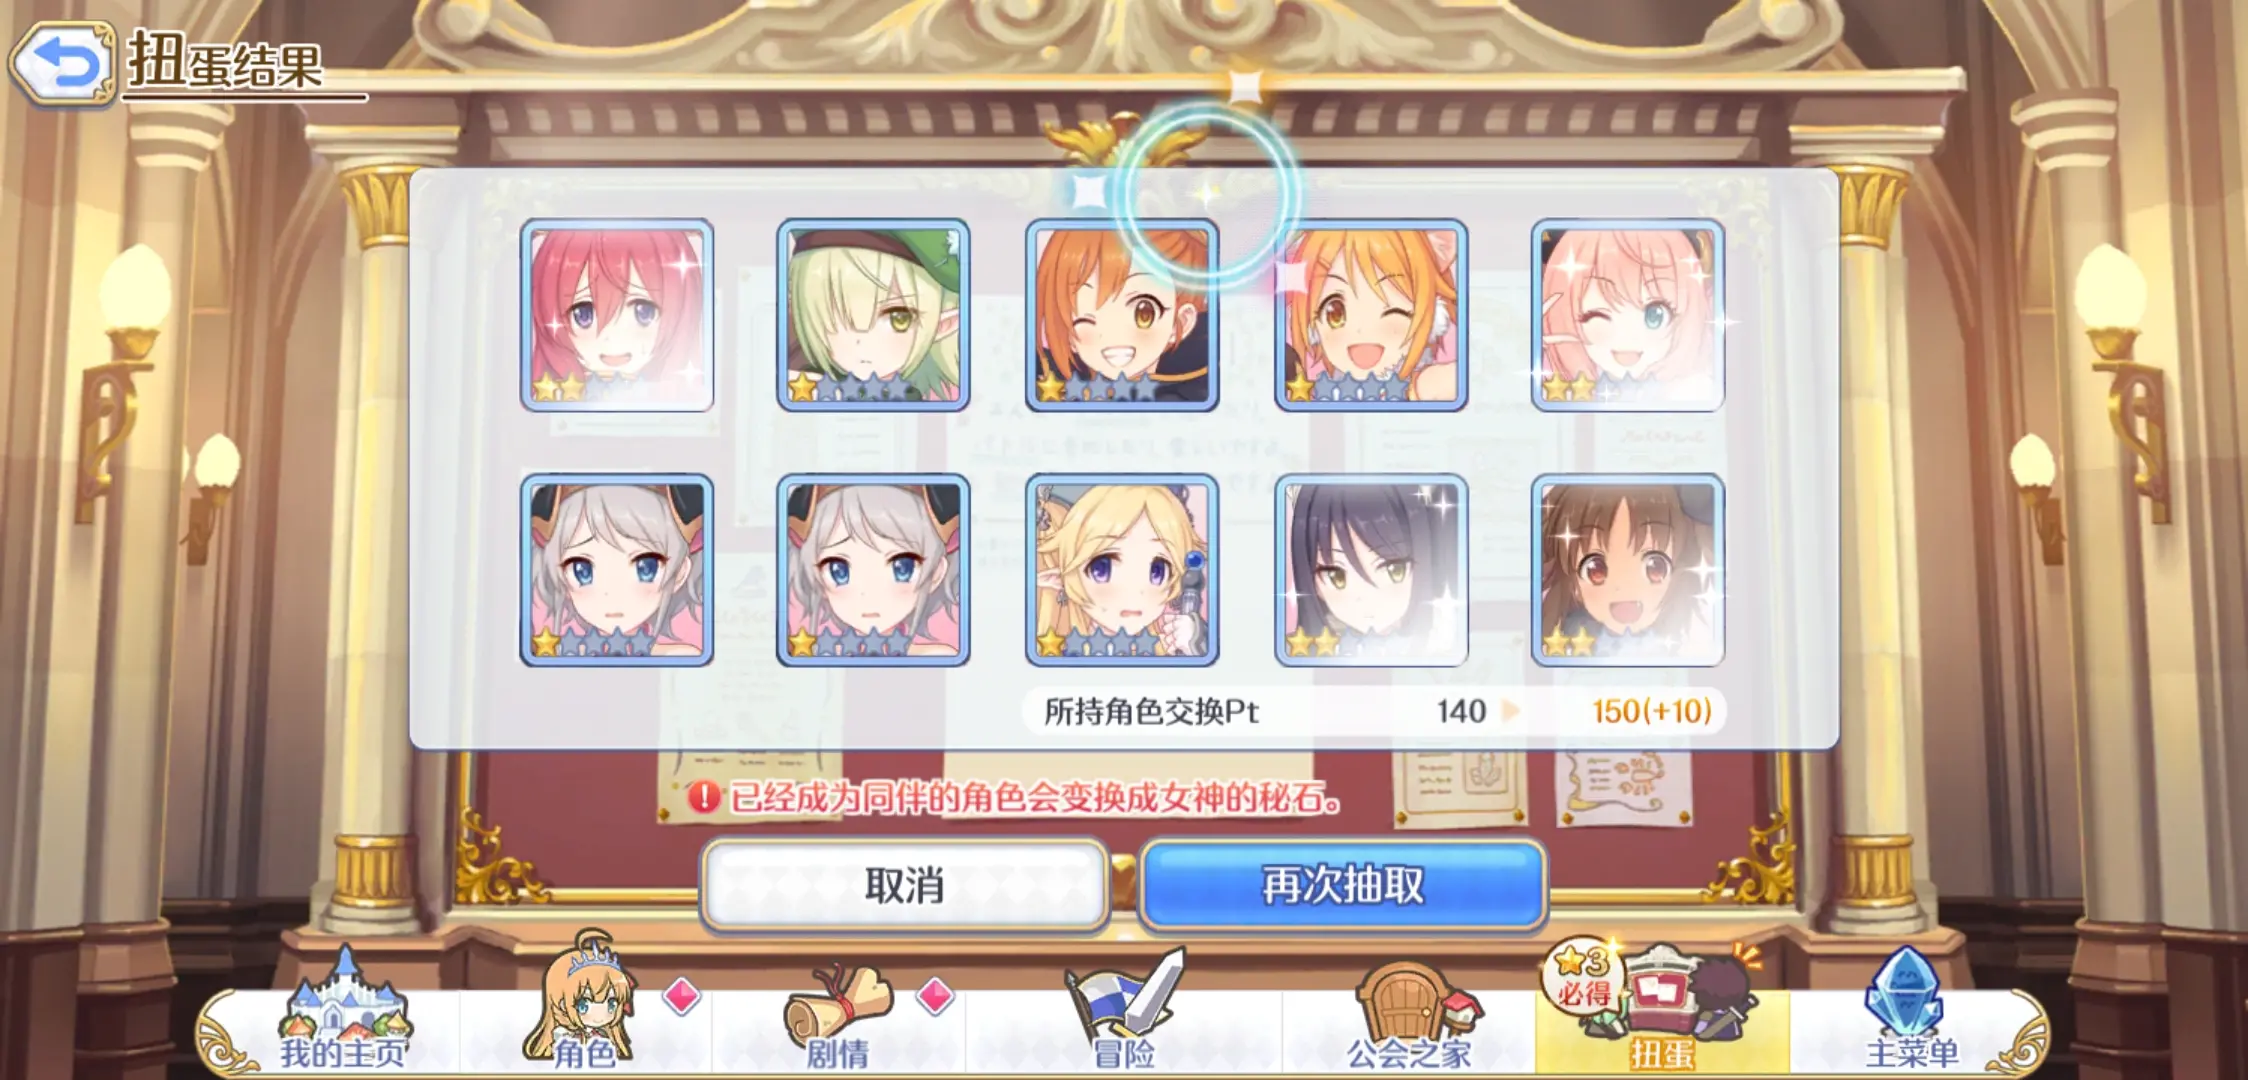 扭蛋结果
所持角色交换Pt 140 150(+10)
已经成为同伴的角色会变换成女神的秘石。
取消
再次抽取
3
必得
我的主页
角色
剧情
冒险
公会之家
扭蛋
主菜单